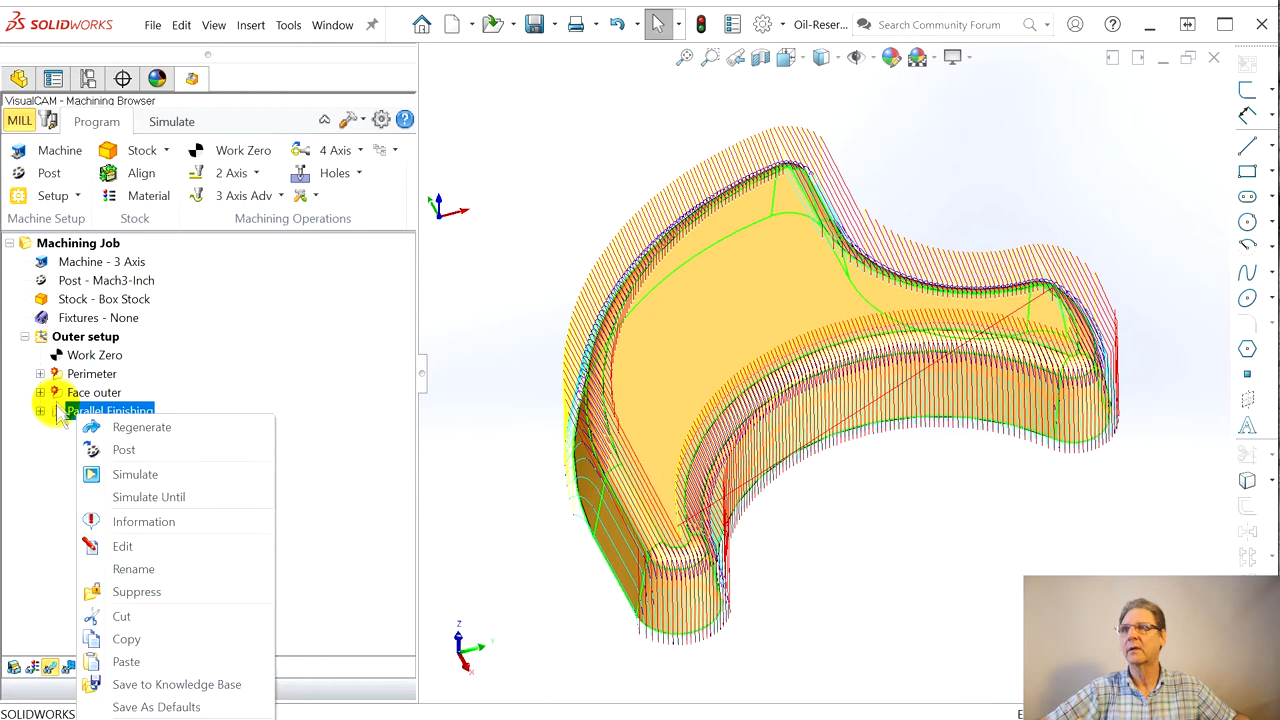 SOLIDWORKS File Edit View Insert Tools Window Oil-Reser... Search Community Forum
VisualCAM - Machining Browser
MILL Program Simulate
Machine Stock Work Zero 4 Axis
Post Align 2 Axis Holes
Setup Material 3 Axis Adv
Machine Setup Stock Machining Operations
Machining Job
Machine - 3 Axis
Post - Mach3-Inch
Stock - Box Stock
Fixtures - None
Outer setup
Work Zero
Perimeter
Face outer
Parallel Finishing
Regenerate
Post
Simulate
Simulate Until
Information
Edit
Rename
Suppress
Cut
Copy
Paste
Save to Knowledge Base
Save As Defaults
Z
Y
X
SOLIDWORKS